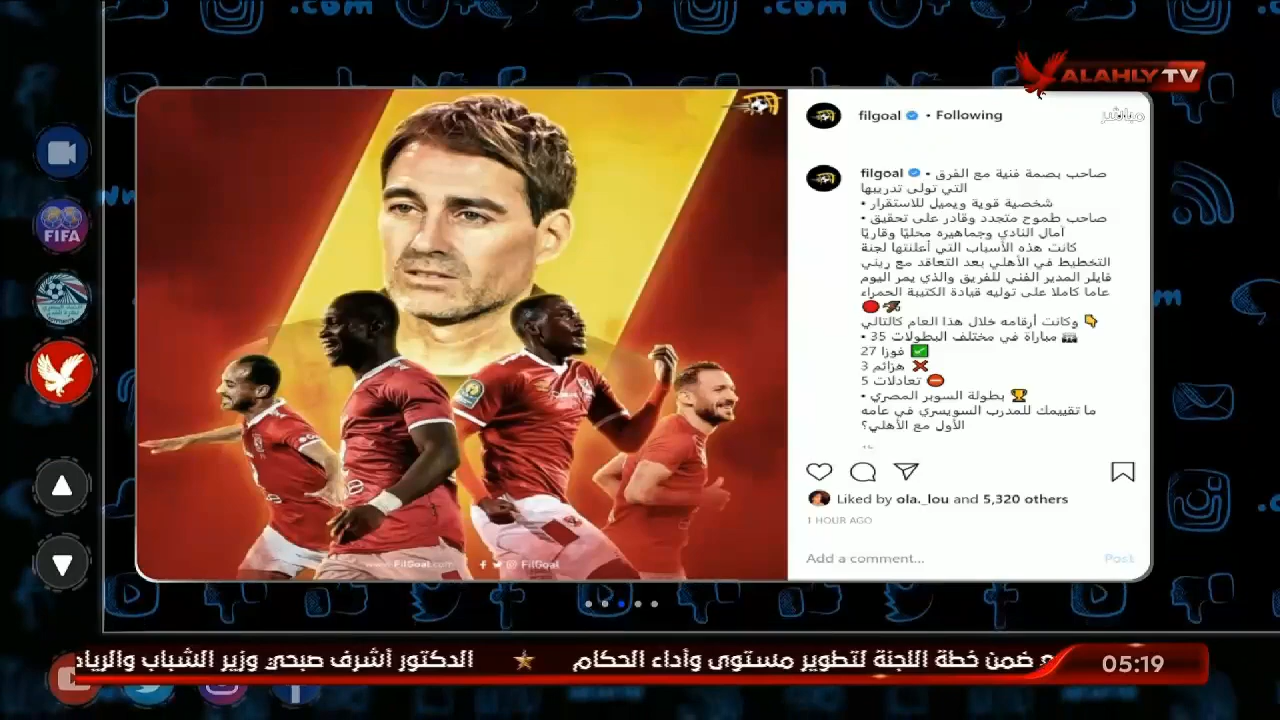 ALAHLY TV
مباشر
filgoal • Following
filgoal • صاحب بصمة فنية مع الفرق
التي تولى تدريبها
• شخصية قوية ويميل للاستقرار
• صاحب طموح متجدد وقادر على تحقيق
آمال النادي وجماهيره محليًا وقاريًا
كانت هذه الأسباب التي أعلنتها لجنة
التخطيط في الأهلي بعد التعاقد مع ريني
فايلر المدير الفني للفريق والذي يمر اليوم
عاما كاملا على توليه قيادة الكتيبة الحمراء
🔴🦅
وكانت أرقامه خلال هذا العام كالتالي 👇
• 35 مباراة في مختلف البطولات 🏟
27 فوزا ✅
3 هزائم ❌
5 تعادلات ⛔
• بطولة السوبر المصري 🏆
ما تقييمك للمدرب السويسري في عامه
الأول مع الأهلي؟
Liked by ola._lou and 5,320 others
1 HOUR AGO
Add a comment... Post
www.FilGoal.com
FilGoal
FIFA
.com
.com
ضمن خطة اللجنة لتطوير مستوى وأداء الحكام
الدكتور أشرف صبحي وزير الشباب
05:19